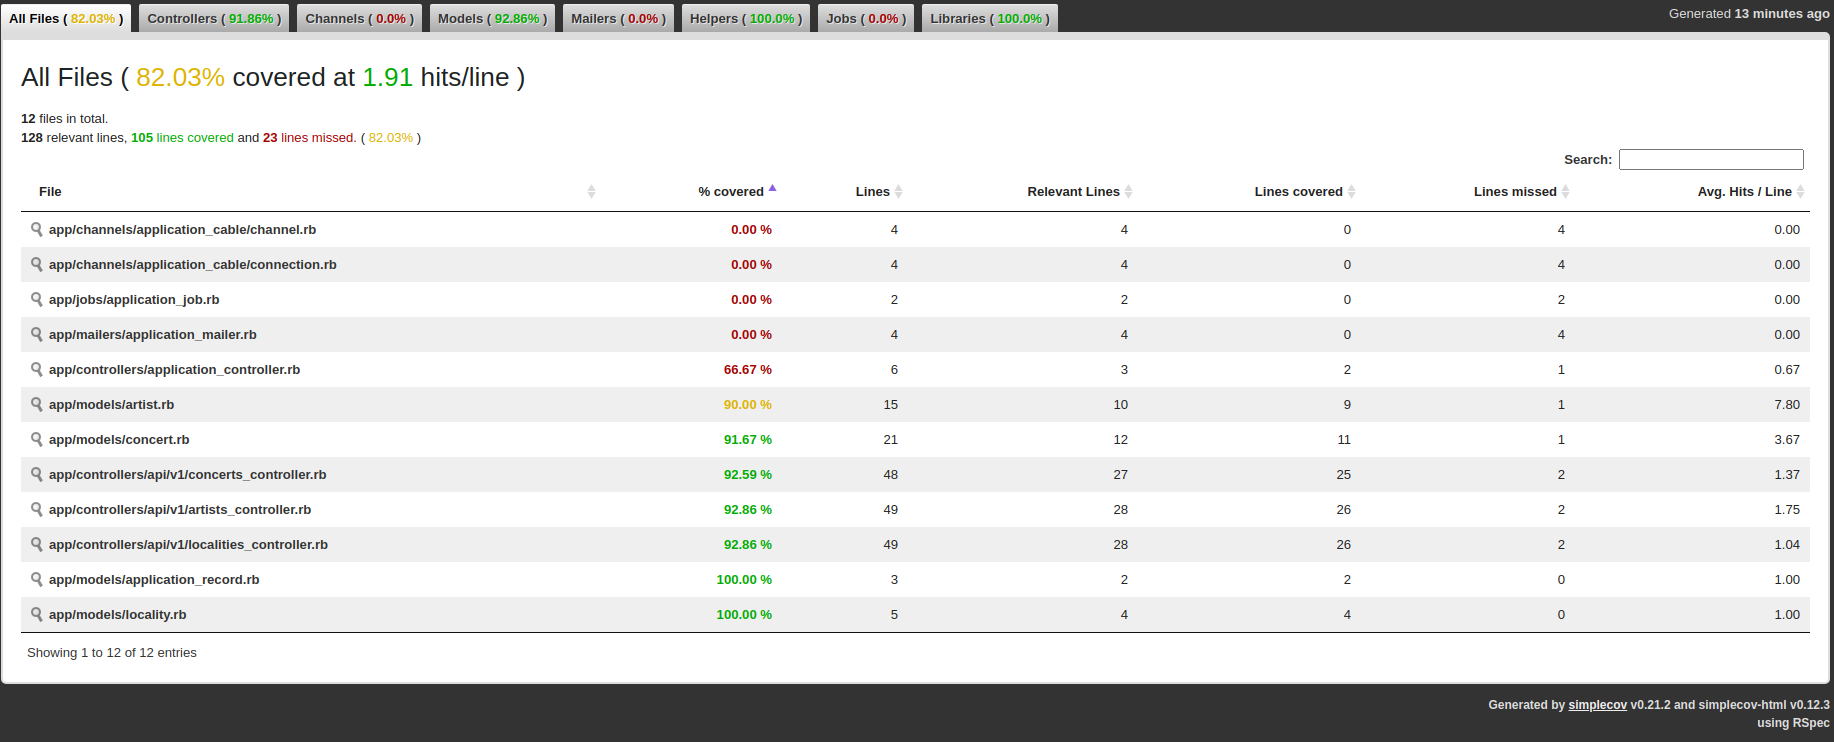 All Files ( 82.03% ) Controllers ( 91.86% ) Channels ( 0.0% ) Models ( 92.86% ) Mailers ( 0.0% ) Helpers ( 100.0% ) Jobs ( 0.0% ) Libraries ( 100.0% ) Generated 13 minutes ago
All Files ( 82.03% covered at 1.91 hits/line )
12 files in total.
128 relevant lines, 105 lines covered and 23 lines missed. ( 82.03% )
Search:
File % covered Lines Relevant Lines Lines covered Lines missed Avg. Hits / Line
app/channels/application_cable/channel.rb 0.00 % 4 4 0 4 0.00
app/channels/application_cable/connection.rb 0.00 % 4 4 0 4 0.00
app/jobs/application_job.rb 0.00 % 2 2 0 2 0.00
app/mailers/application_mailer.rb 0.00 % 4 4 0 4 0.00
app/controllers/application_controller.rb 66.67 % 6 3 2 1 0.67
app/models/artist.rb 90.00 % 15 10 9 1 7.80
app/models/concert.rb 91.67 % 21 12 11 1 3.67
app/controllers/api/v1/concerts_controller.rb 92.59 % 48 27 25 2 1.37
app/controllers/api/v1/artists_controller.rb 92.86 % 49 28 26 2 1.75
app/controllers/api/v1/localities_controller.rb 92.86 % 49 28 26 2 1.04
app/models/application_record.rb 100.00 % 3 2 2 0 1.00
app/models/locality.rb 100.00 % 5 4 4 0 1.00
Showing 1 to 12 of 12 entries
Generated by simplecov v0.21.2 and simplecov-html v0.12.3
using RSpec